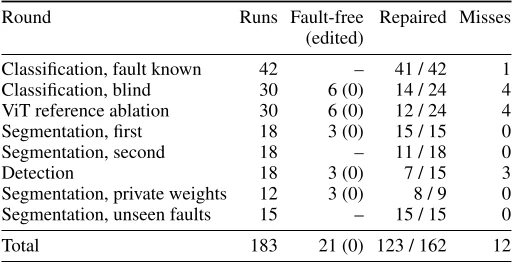 Round Runs Fault-free Repaired Misses
(edited)
Classification, fault known 42 – 41 / 42 1
Classification, blind 30 6 (0) 14 / 24 4
ViT reference ablation 30 6 (0) 12 / 24 4
Segmentation, first 18 3 (0) 15 / 15 0
Segmentation, second 18 – 11 / 18 0
Detection 18 3 (0) 7 / 15 3
Segmentation, private weights 12 3 (0) 8 / 9 0
Segmentation, unseen faults 15 – 15 / 15 0
Total 183 21 (0) 123 / 162 12